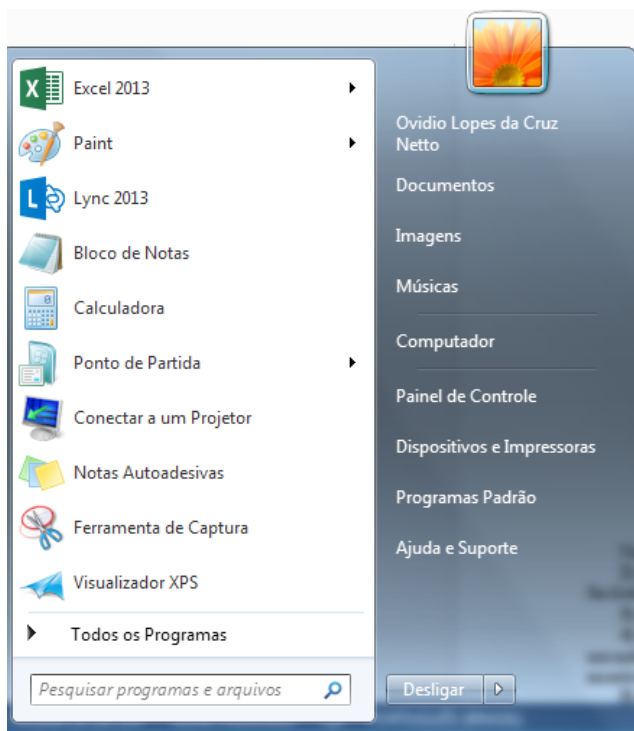 Excel 2013
Paint
Lync 2013
Bloco de Notas
Calculadora
Ponto de Partida
Conectar a um Projetor
Notas Autoadesivas
Ferramenta de Captura
Visualizador XPS
Todos os Programas
Pesquisar programas e arquivos
Ovidio Lopes da Cruz
Netto
Documentos
Imagens
Músicas
Computador
Painel de Controle
Dispositivos e Impressoras
Programas Padrão
Ajuda e Suporte
Desligar